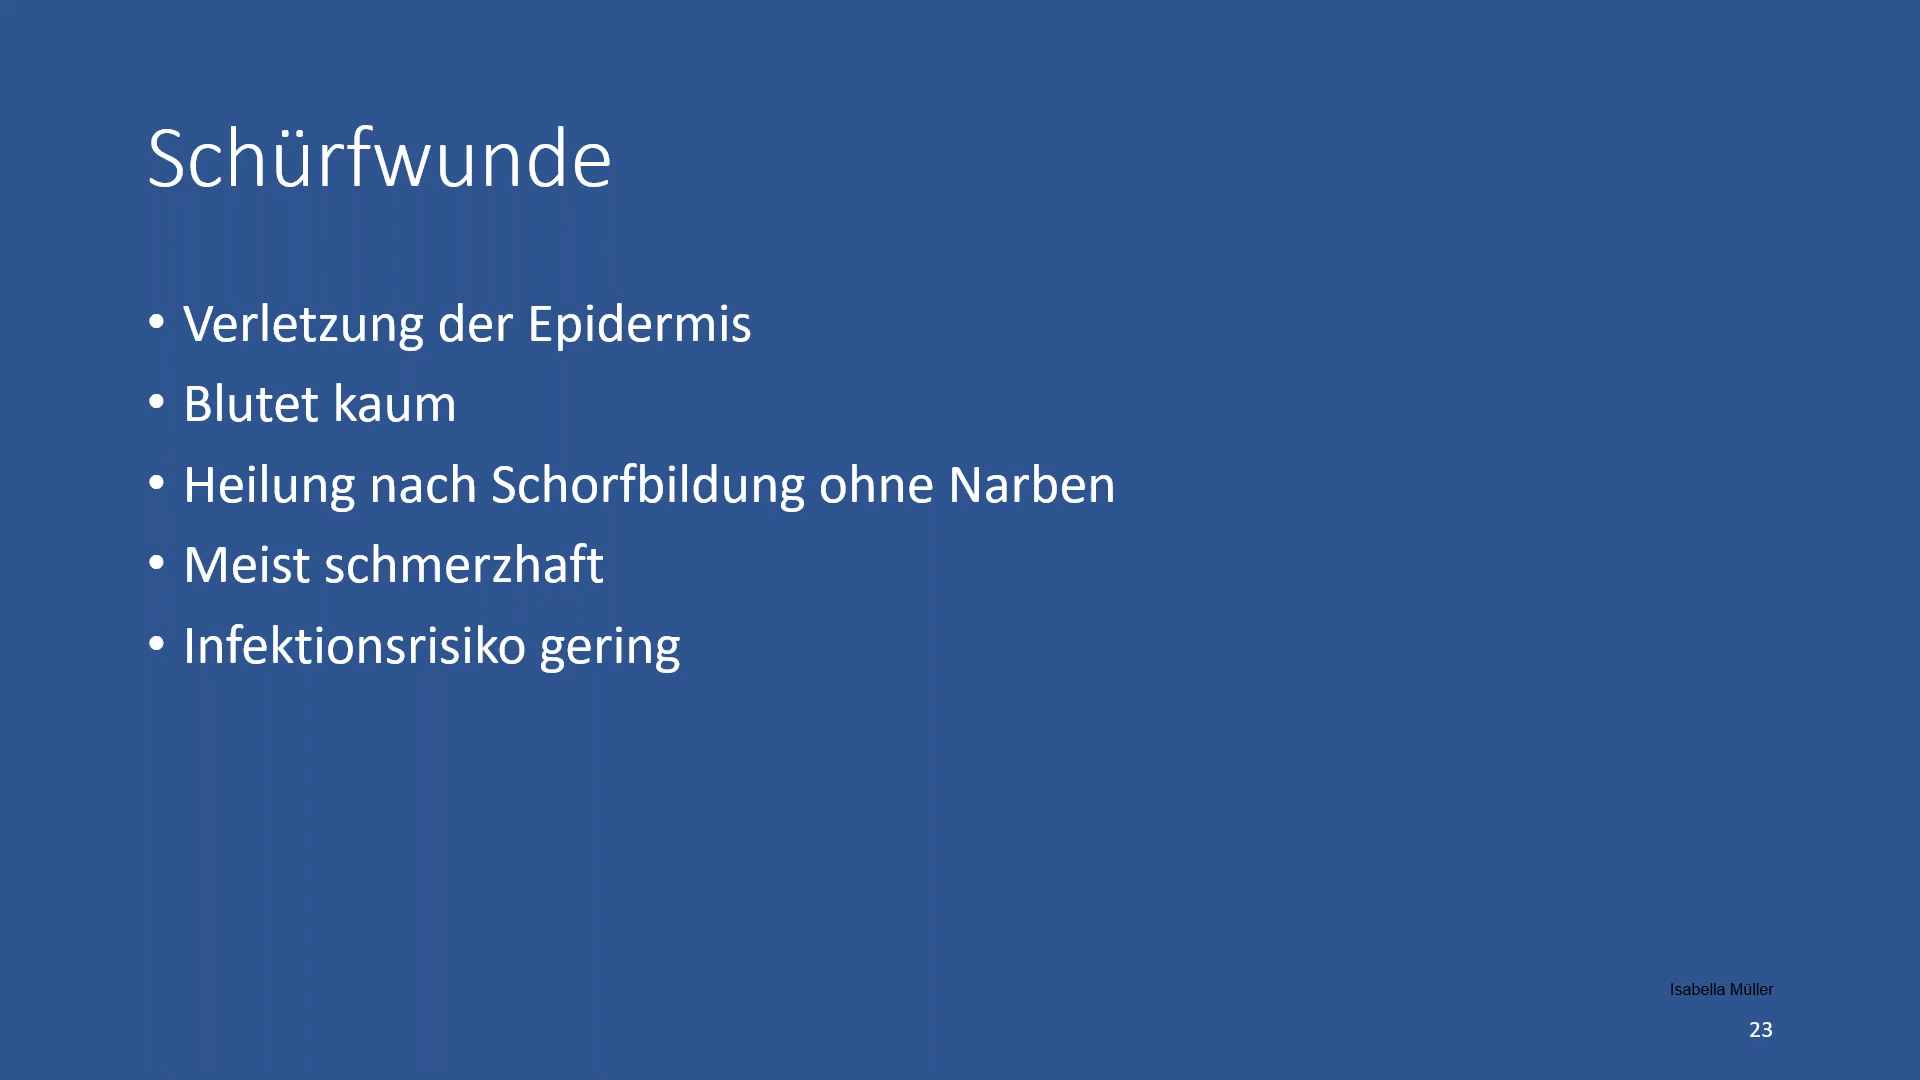 Schürfwunde
• Verletzung der Epidermis
• Blutet kaum
• Heilung nach Schorfbildung ohne Narben
• Meist schmerzhaft
• Infektionsrisiko gering
Isabella Müller
23